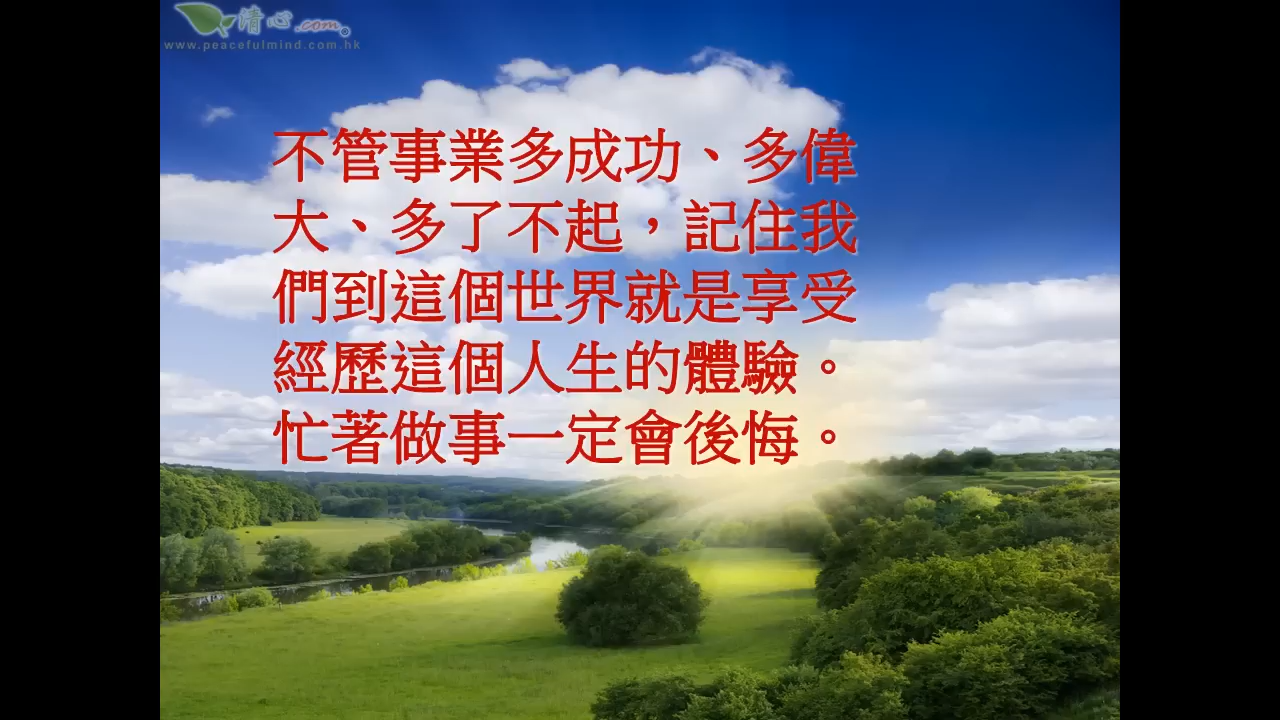 清心.com
www.peacefulmind.com.hk
不管事業多成功、多偉
大、多了不起，記住我
們到這個世界就是享受
經歷這個人生的體驗。
忙著做事一定會後悔。